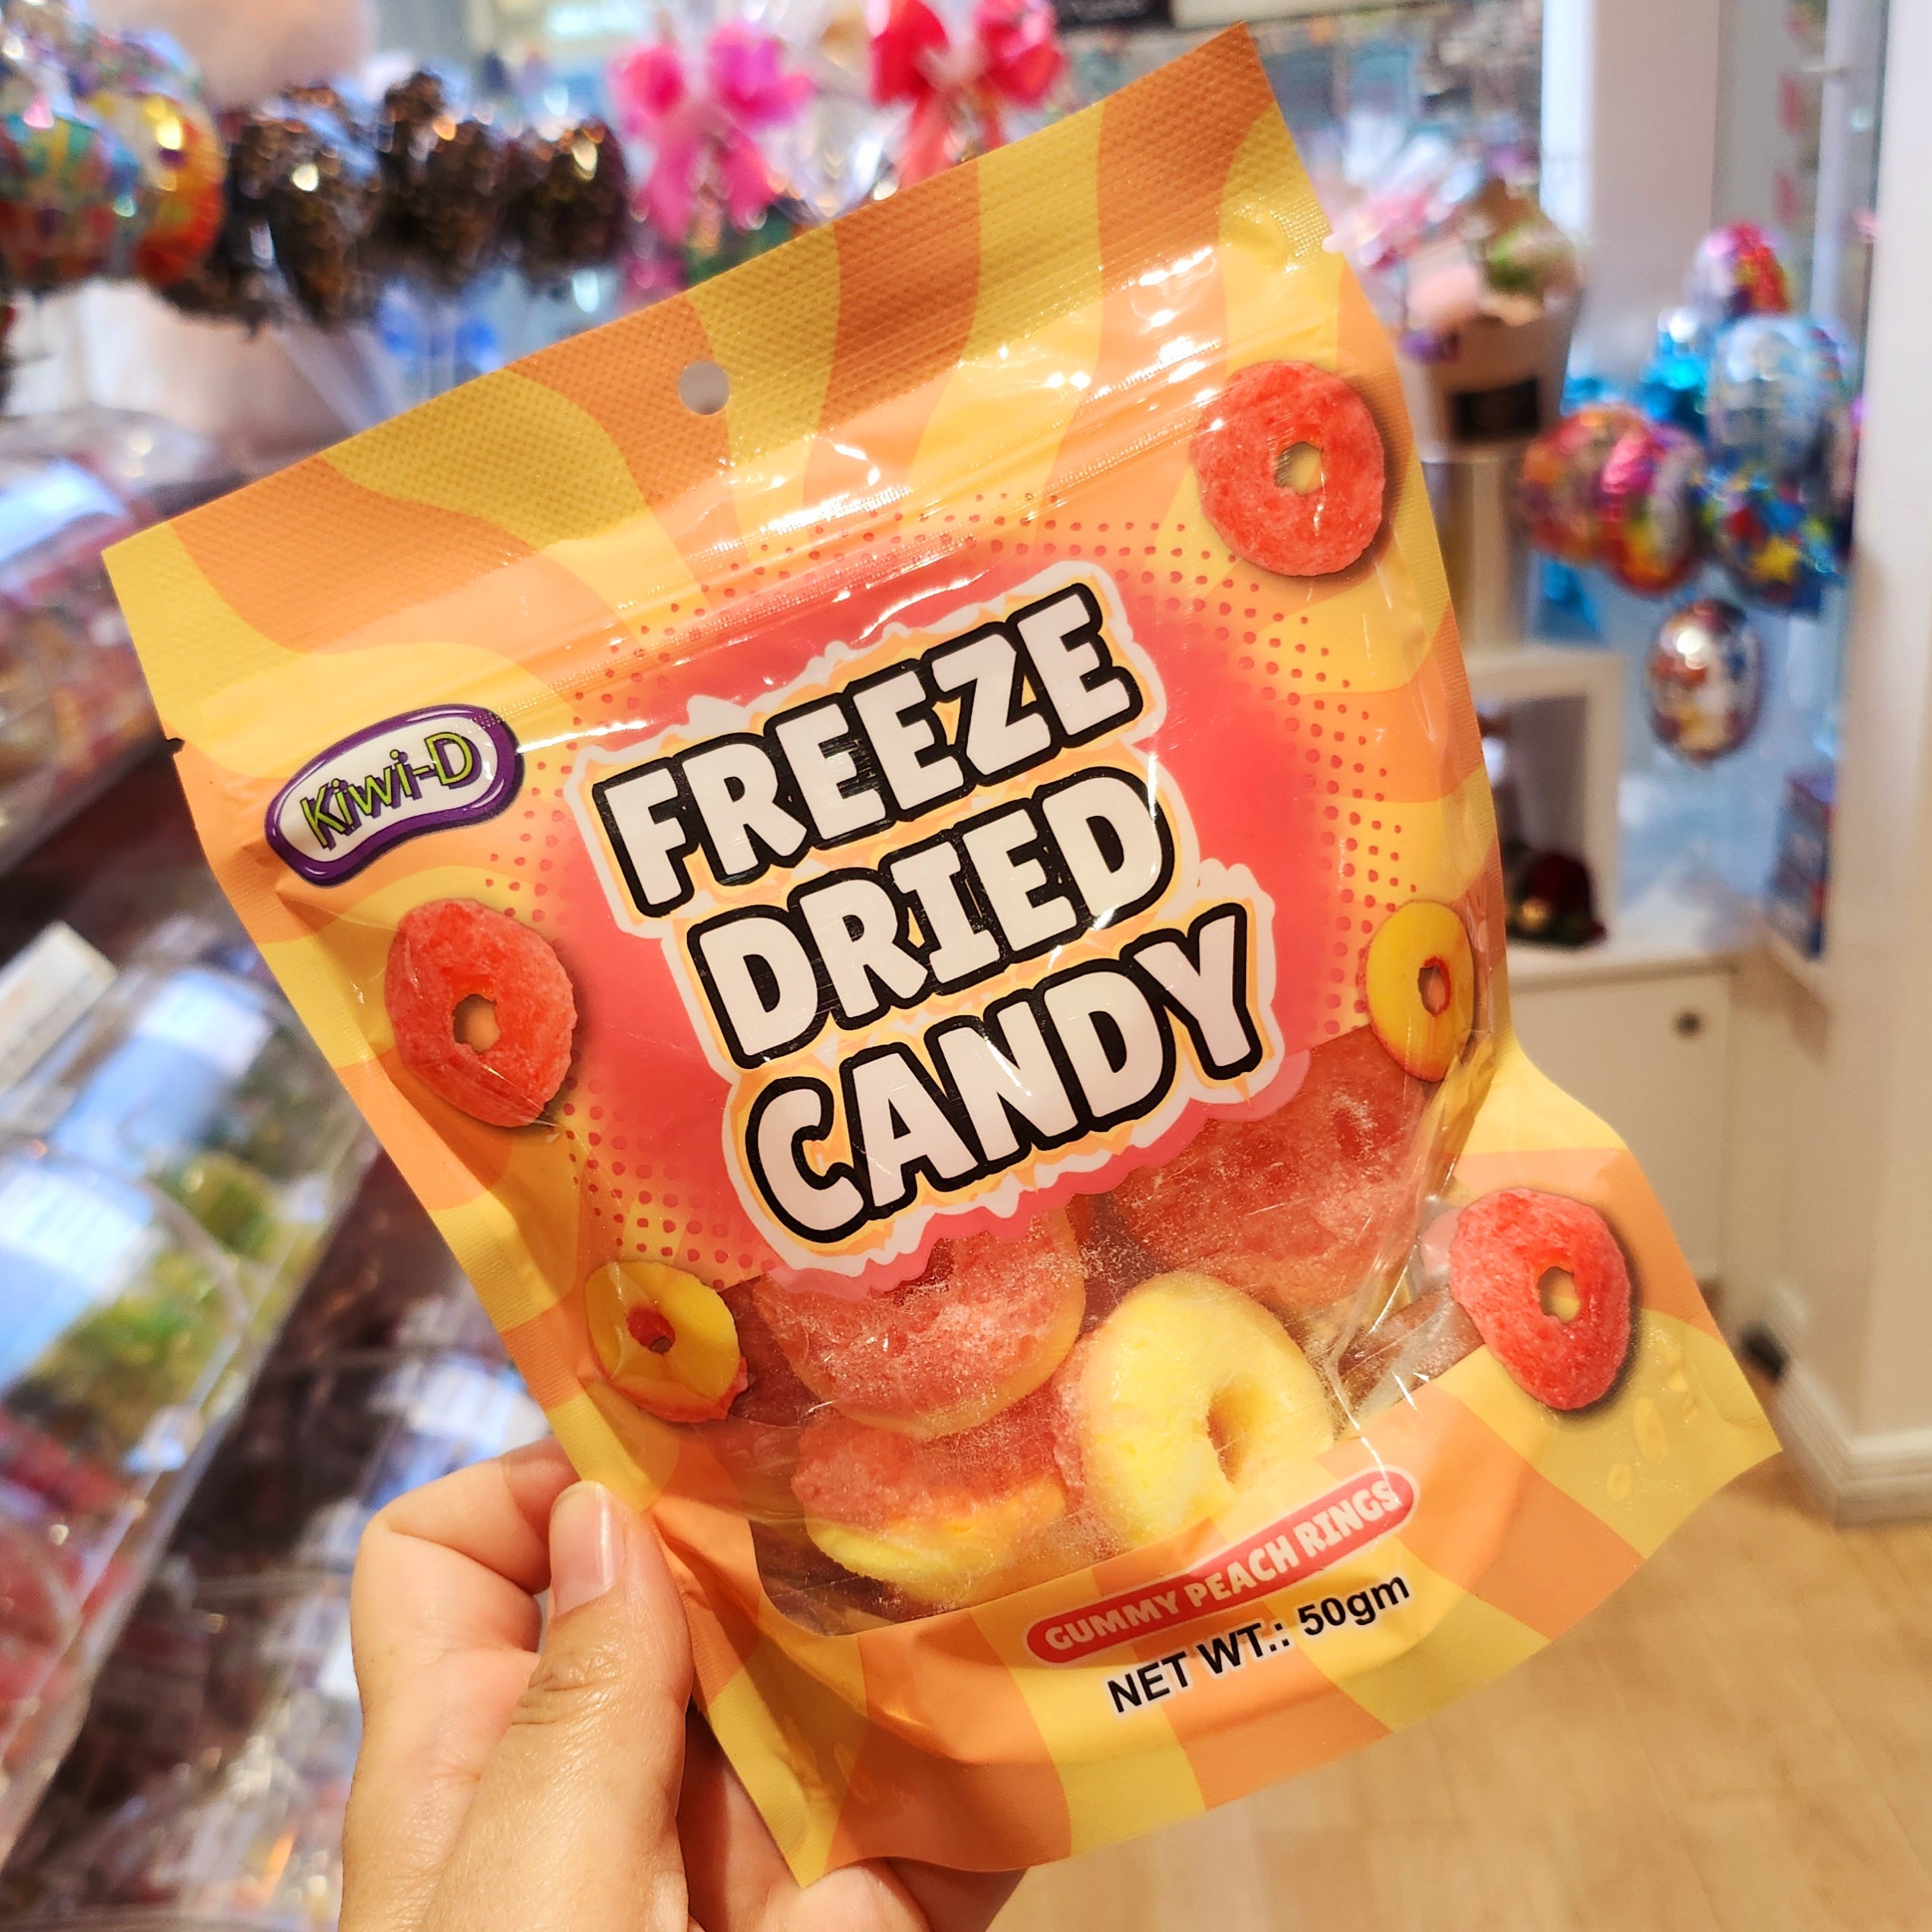 Kiwi-D
FREEZE
DRIED
CANDY
GUMMY PEACH RINGS
NET WT.: 50gm